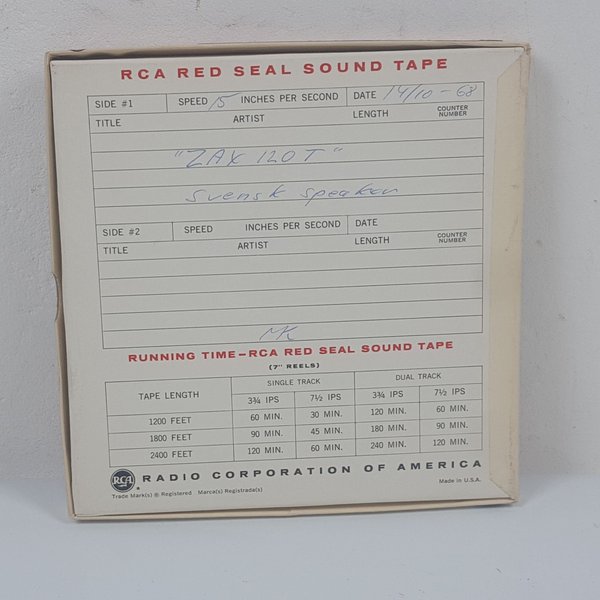 RCA RED SEAL SOUND TAPE
SIDE #1 SPEED 15 INCHES PER SECOND DATE 14/10-68
TITLE ARTIST LENGTH COUNTER NUMBER
"ZAX 120T"
Svensk speaker
SIDE #2 SPEED INCHES PER SECOND DATE
TITLE ARTIST LENGTH COUNTER NUMBER
MK
RUNNING TIME–RCA RED SEAL SOUND TAPE
(7" REELS)
TAPE LENGTH SINGLE TRACK DUAL TRACK
3¾ IPS 7½ IPS 3¾ IPS 7½ IPS
1200 FEET 60 MIN. 30 MIN. 120 MIN. 60 MIN.
1800 FEET 90 MIN. 45 MIN. 180 MIN. 90 MIN.
2400 FEET 120 MIN. 60 MIN. 240 MIN. 120 MIN.
RCA RADIO CORPORATION OF AMERICA
Trade Mark(s) ® Registered · Marca(s) Registrada(s) Made in U.S.A.